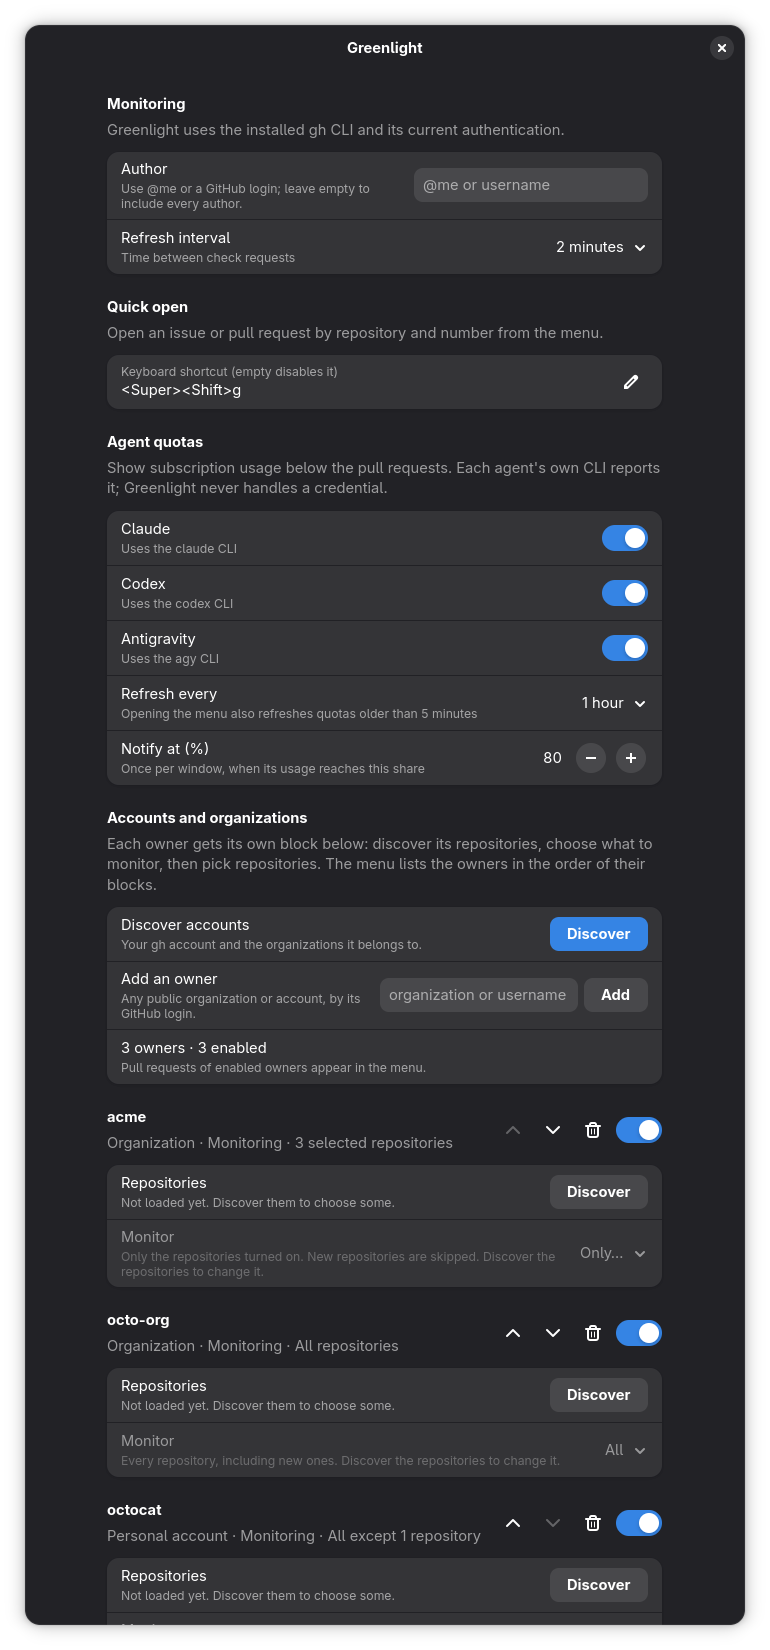 Greenlight
Monitoring
Greenlight uses the installed gh CLI and its current authentication.
Author
Use @me or a GitHub login; leave empty to
include every author.
@me or username
Refresh interval
Time between check requests
2 minutes
Quick open
Open an issue or pull request by repository and number from the menu.
Keyboard shortcut (empty disables it)
<Super><Shift>g
Agent quotas
Show subscription usage below the pull requests. Each agent's own CLI reports
it; Greenlight never handles a credential.
Claude
Uses the claude CLI
Codex
Uses the codex CLI
Antigravity
Uses the agy CLI
Refresh every
Opening the menu also refreshes quotas older than 5 minutes
1 hour
Notify at (%)
Once per window, when its usage reaches this share
80
Accounts and organizations
Each owner gets its own block below: discover its repositories, choose what to
monitor, then pick repositories. The menu lists the owners in the order of their
blocks.
Discover accounts
Your gh account and the organizations it belongs to.
Discover
Add an owner
Any public organization or account, by its
GitHub login.
organization or username
Add
3 owners · 3 enabled
Pull requests of enabled owners appear in the menu.
acme
Organization · Monitoring · 3 selected repositories
Repositories
Not loaded yet. Discover them to choose some.
Discover
Monitor
Only the repositories turned on. New repositories are skipped. Discover the
repositories to change it.
Only...
octo-org
Organization · Monitoring · All repositories
Repositories
Not loaded yet. Discover them to choose some.
Discover
Monitor
Every repository, including new ones. Discover the repositories to change it.
All
octocat
Personal account · Monitoring · All except 1 repository
Repositories
Not loaded yet. Discover them to choose some.
Discover